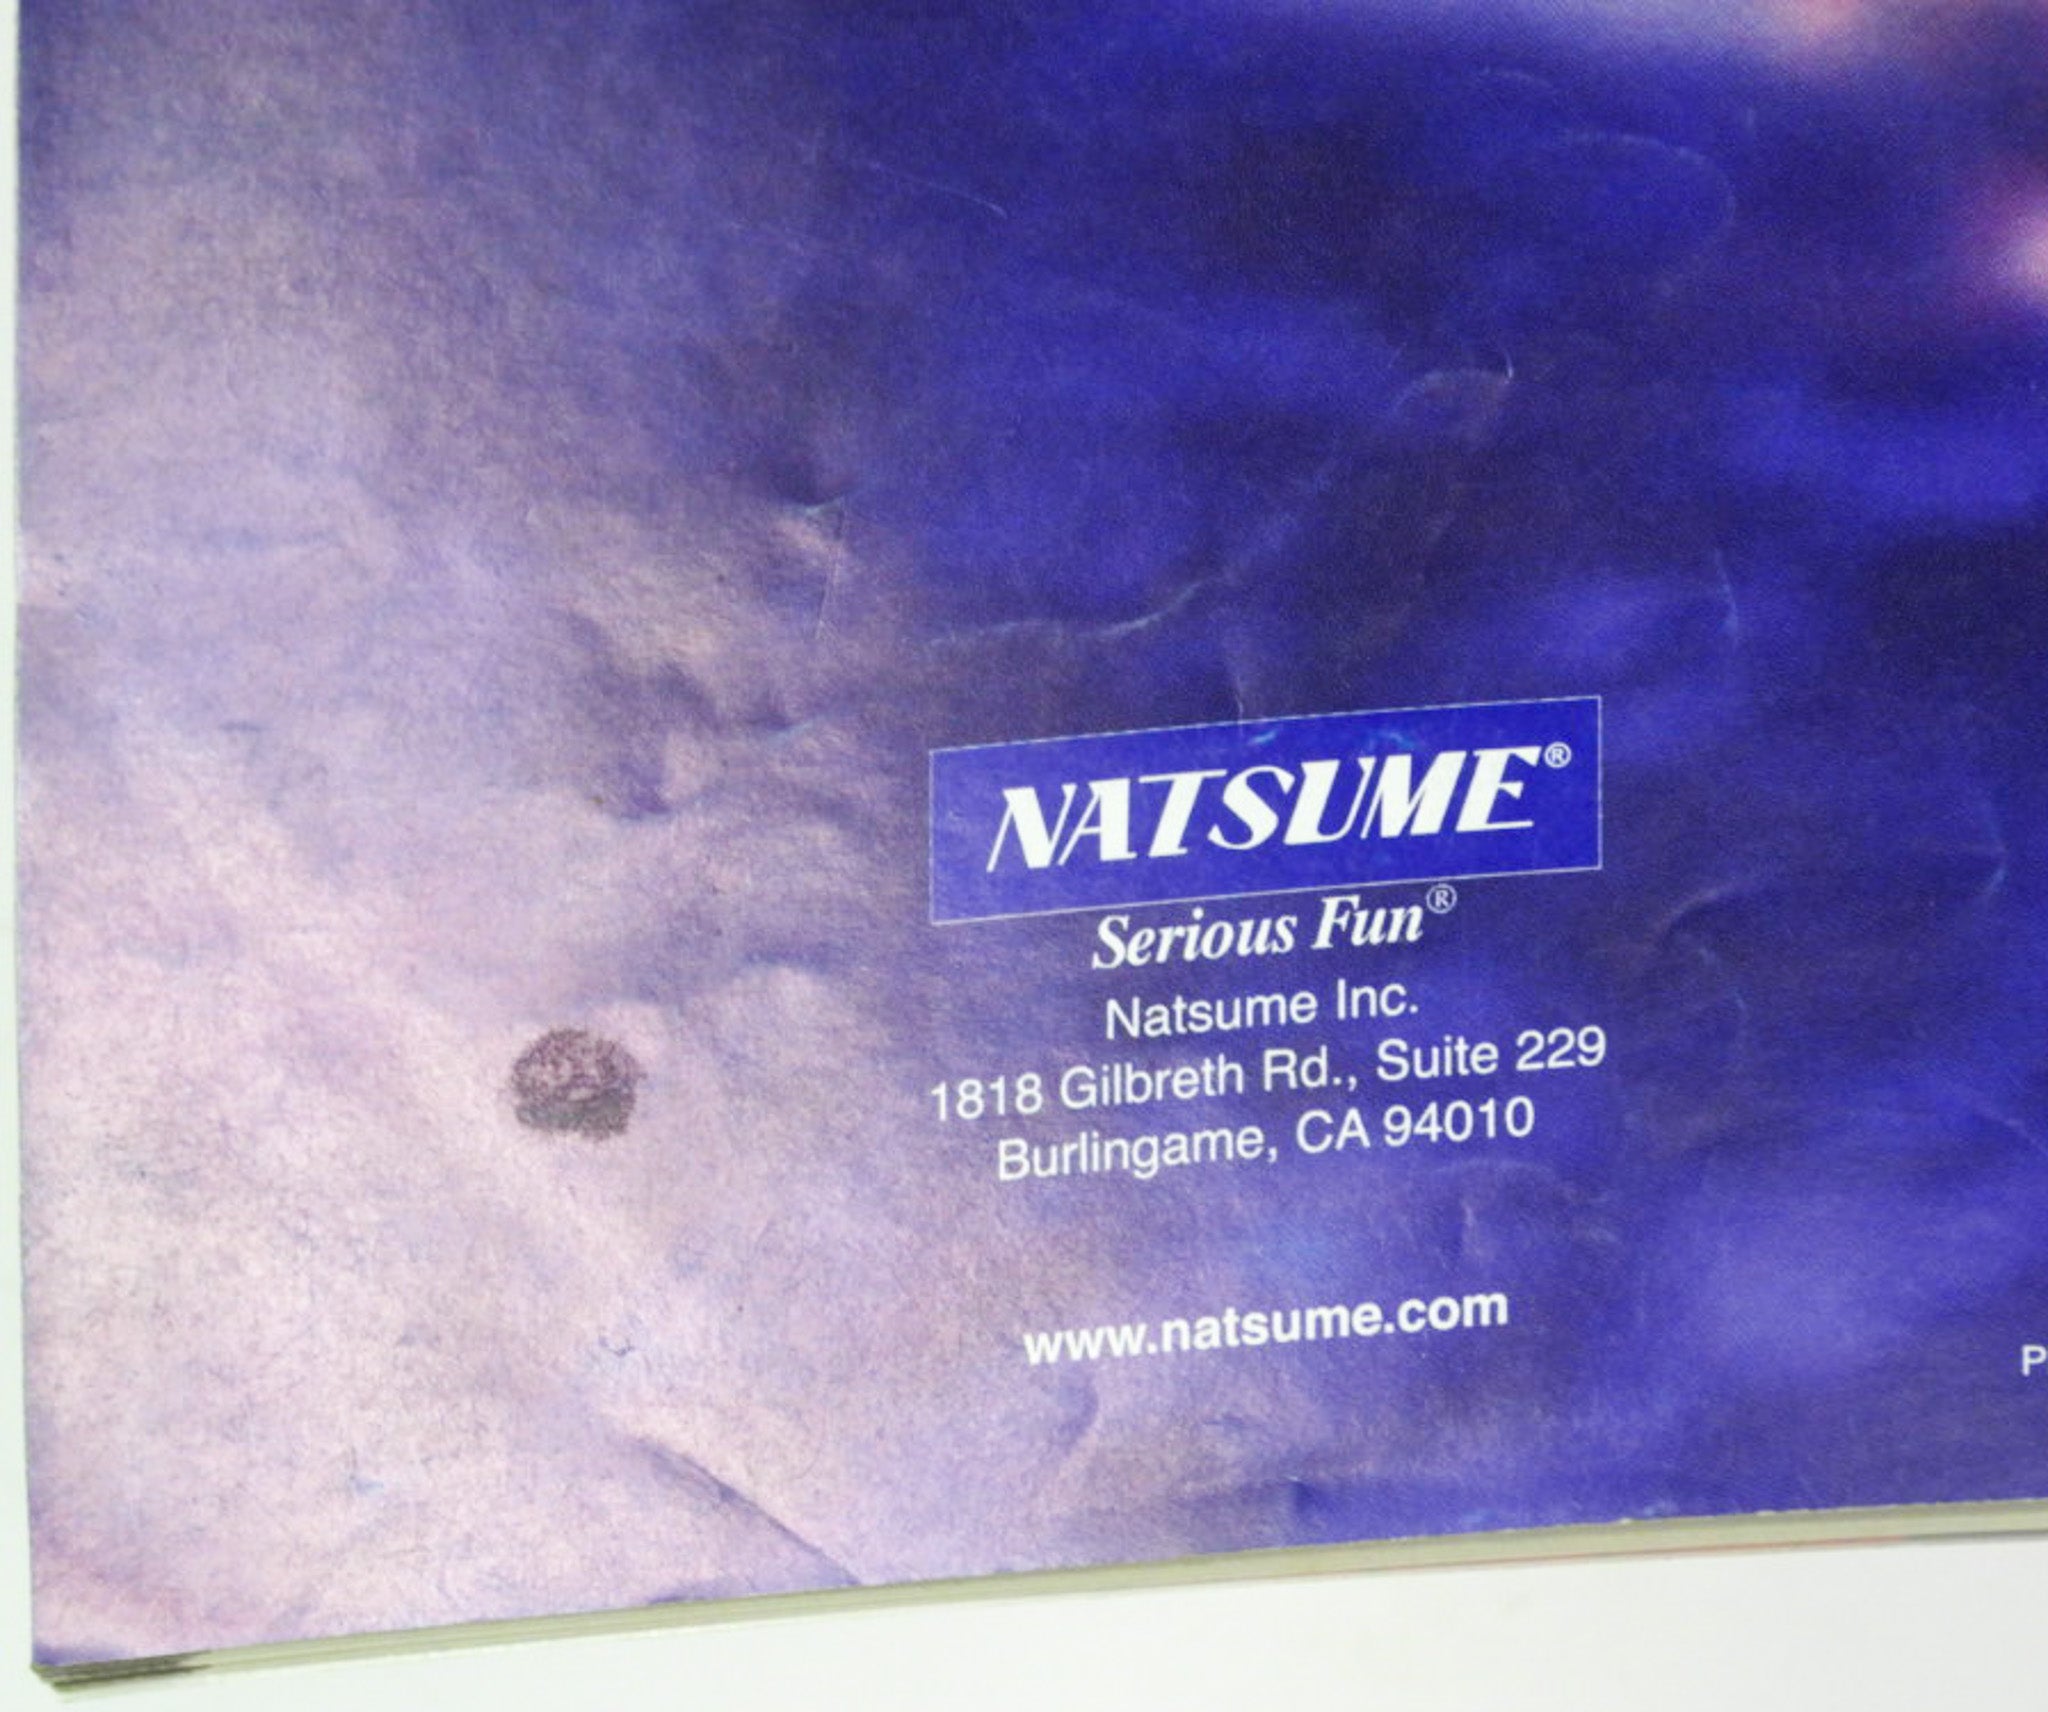 NATSUME®
Serious Fun®
Natsume Inc.
1818 Gilbreth Rd., Suite 229
Burlingame, CA 94010
www.natsume.com